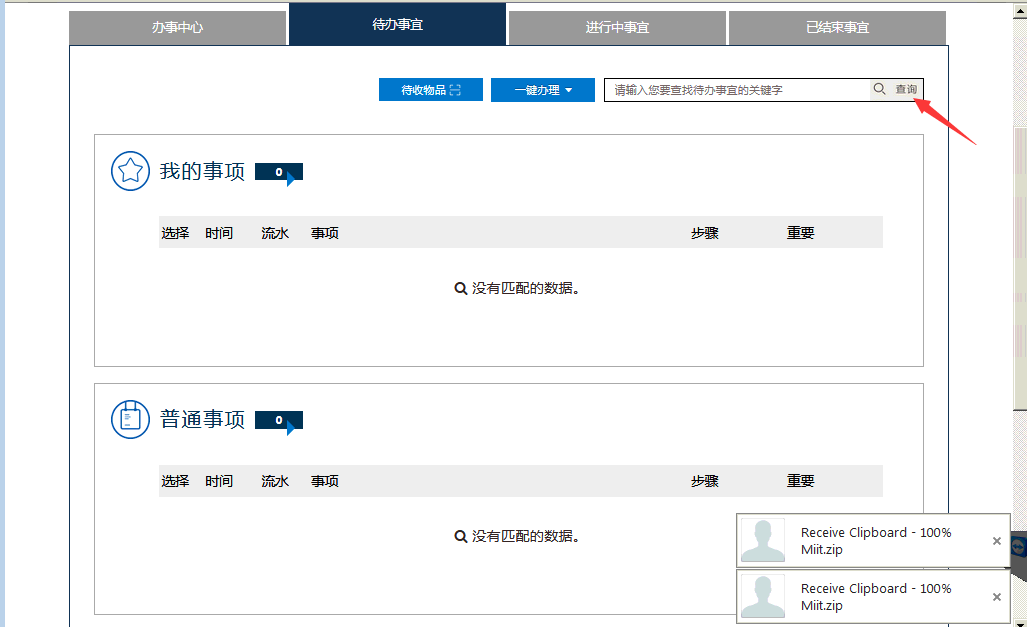 办事中心 待办事宜 进行中事宜 已结束事宜
待收物品 一键办理 请输入您要查找待办事宜的关键字 查询
我的事项 0
选择 时间 流水 事项 步骤 重要
没有匹配的数据。
普通事项 0
选择 时间 流水 事项 步骤 重要
没有匹配的数据。
Receive Clipboard - 100%
Miit.zip
Receive Clipboard - 100%
Miit.zip